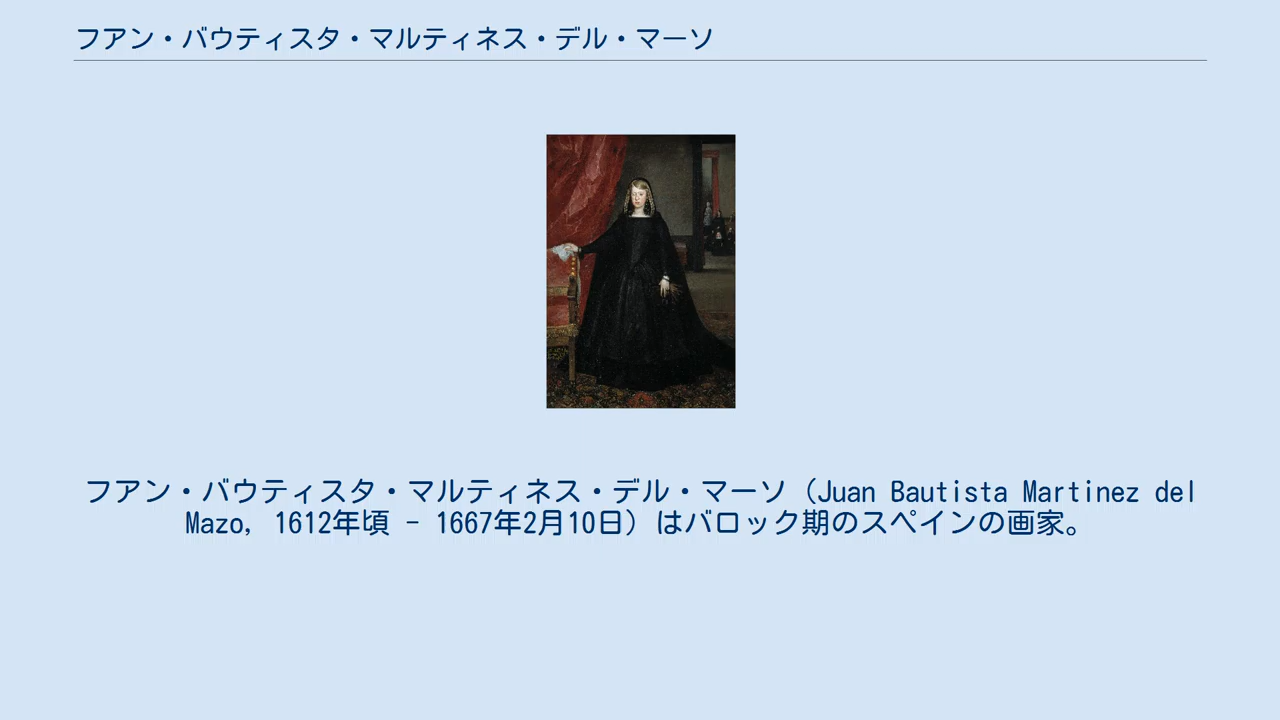 フアン・バウティスタ・マルティネス・デル・マーソ
フアン・バウティスタ・マルティネス・デル・マーソ（Juan Bautista Martinez del
Mazo, 1612年頃 - 1667年2月10日）はバロック期のスペインの画家。